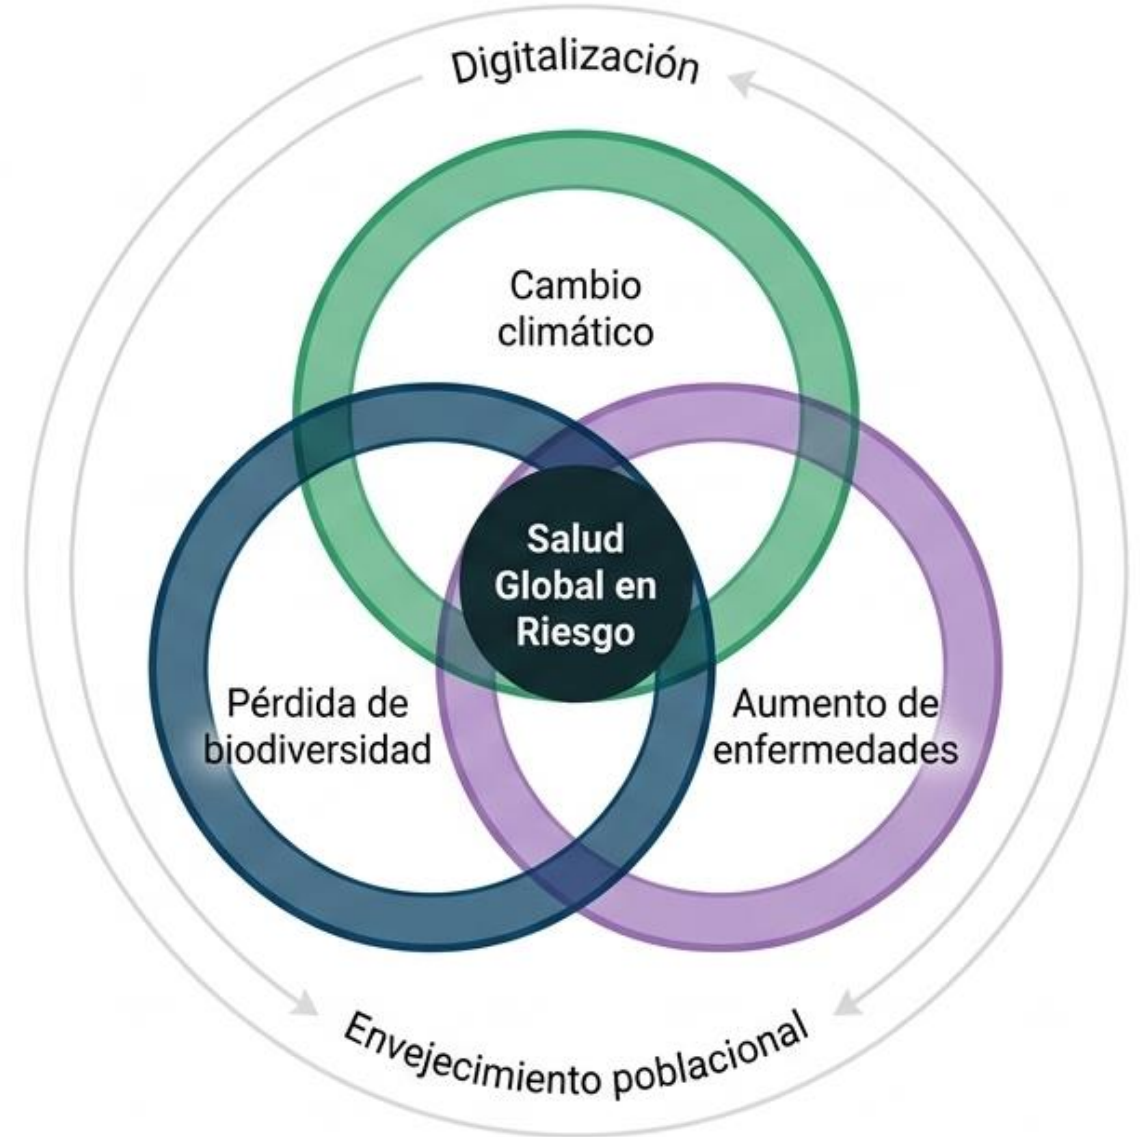 Digitalización
Cambio
climático
Salud
Global en
Riesgo
Pérdida de
biodiversidad
Aumento de
enfermedades
Envejecimiento poblacional